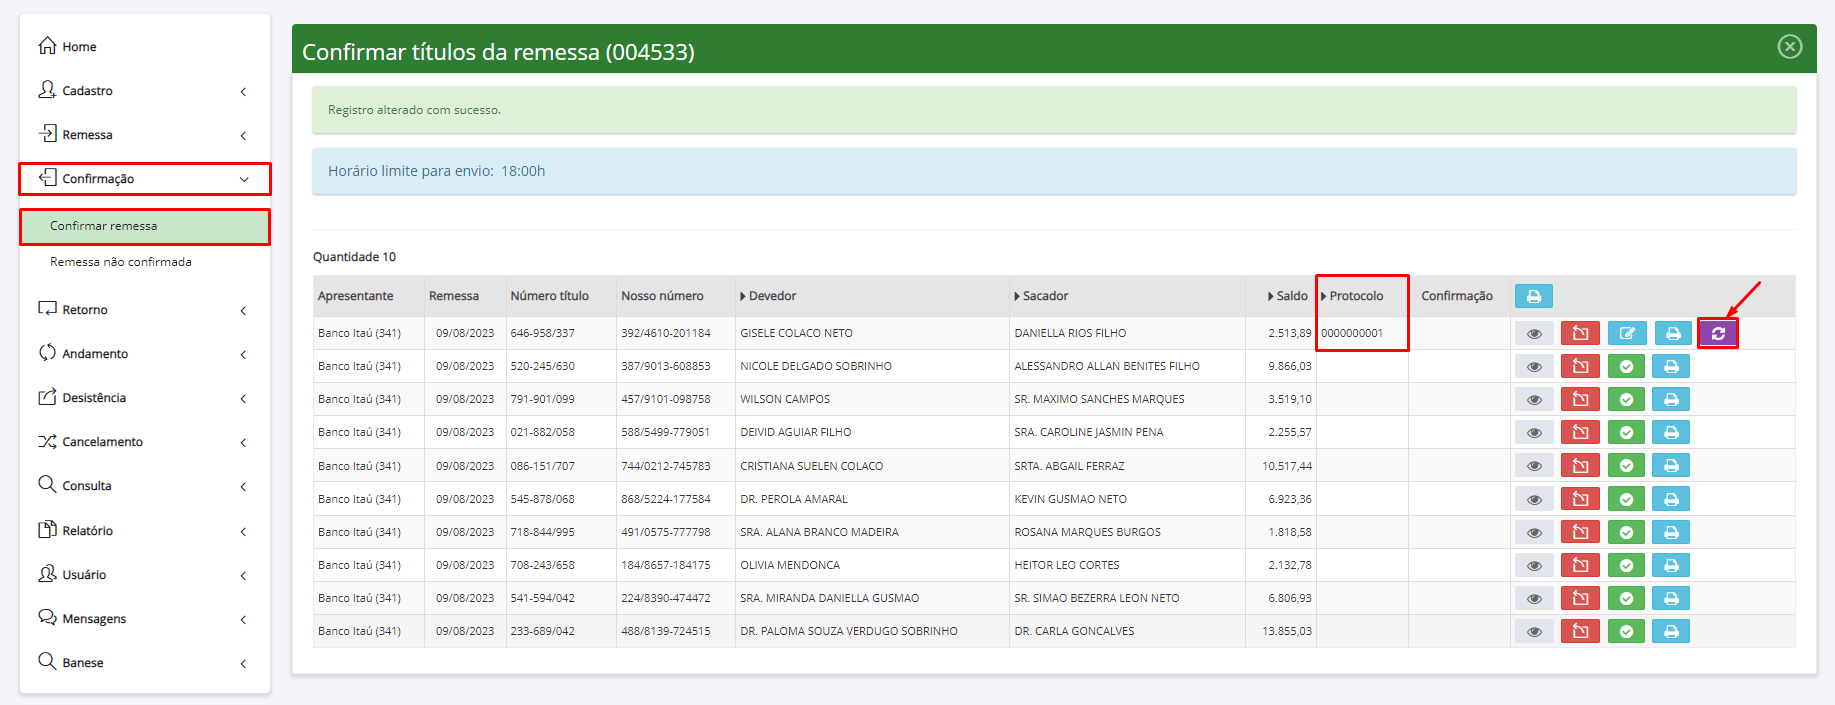 Home
Cadastro
Remessa
Confirmação
Confirmar remessa
Remessa não confirmada
Retorno
Andamento
Desistência
Cancelamento
Consulta
Relatório
Usuário
Mensagens
Banese
Confirmar títulos da remessa (004533)
Registro alterado com sucesso.
Horário limite para envio: 18:00h
Quantidade 10
Apresentante Remessa Número título Nosso número Devedor Sacador Saldo Protocolo Confirmação
Banco Itaú (341) 09/08/2023 646-958/337 392/4610-201184 GISELE COLACO NETO DANIELLA RIOS FILHO 2.513,89 0000000001
Banco Itaú (341) 09/08/2023 520-245/630 387/9013-608853 NICOLE DELGADO SOBRINHO ALESSANDRO ALLAN BENITES FILHO 9.866,03
Banco Itaú (341) 09/08/2023 791-901/099 457/9101-098758 WILSON CAMPOS SR. MAXIMO SANCHES MARQUES 3.519,10
Banco Itaú (341) 09/08/2023 021-882/058 588/5499-779051 DEIVID AGUIAR FILHO SRA. CAROLINE JASMIN PENA 2.255,57
Banco Itaú (341) 09/08/2023 086-151/707 744/0212-745783 CRISTIANA SUELEN COLACO SRTA. ABGAIL FERRAZ 10.517,44
Banco Itaú (341) 09/08/2023 545-878/068 868/5224-177584 DR. PEROLA AMARAL KEVIN GUSMAO NETO 6.923,36
Banco Itaú (341) 09/08/2023 718-844/995 491/0575-777798 SRA. ALANA BRANCO MADEIRA ROSANA MARQUES BURGOS 1.818,58
Banco Itaú (341) 09/08/2023 708-243/658 184/8657-184175 OLIVIA MENDONCA HEITOR LEO CORTES 2.132,78
Banco Itaú (341) 09/08/2023 541-594/042 224/8390-474472 SRA. MIRANDA DANIELLA GUSMAO SR. SIMAO BEZERRA LEON NETO 6.806,93
Banco Itaú (341) 09/08/2023 233-689/042 488/8139-724515 DR. PALOMA SOUZA VERDUGO SOBRINHO DR. CARLA GONCALVES 13.855,03